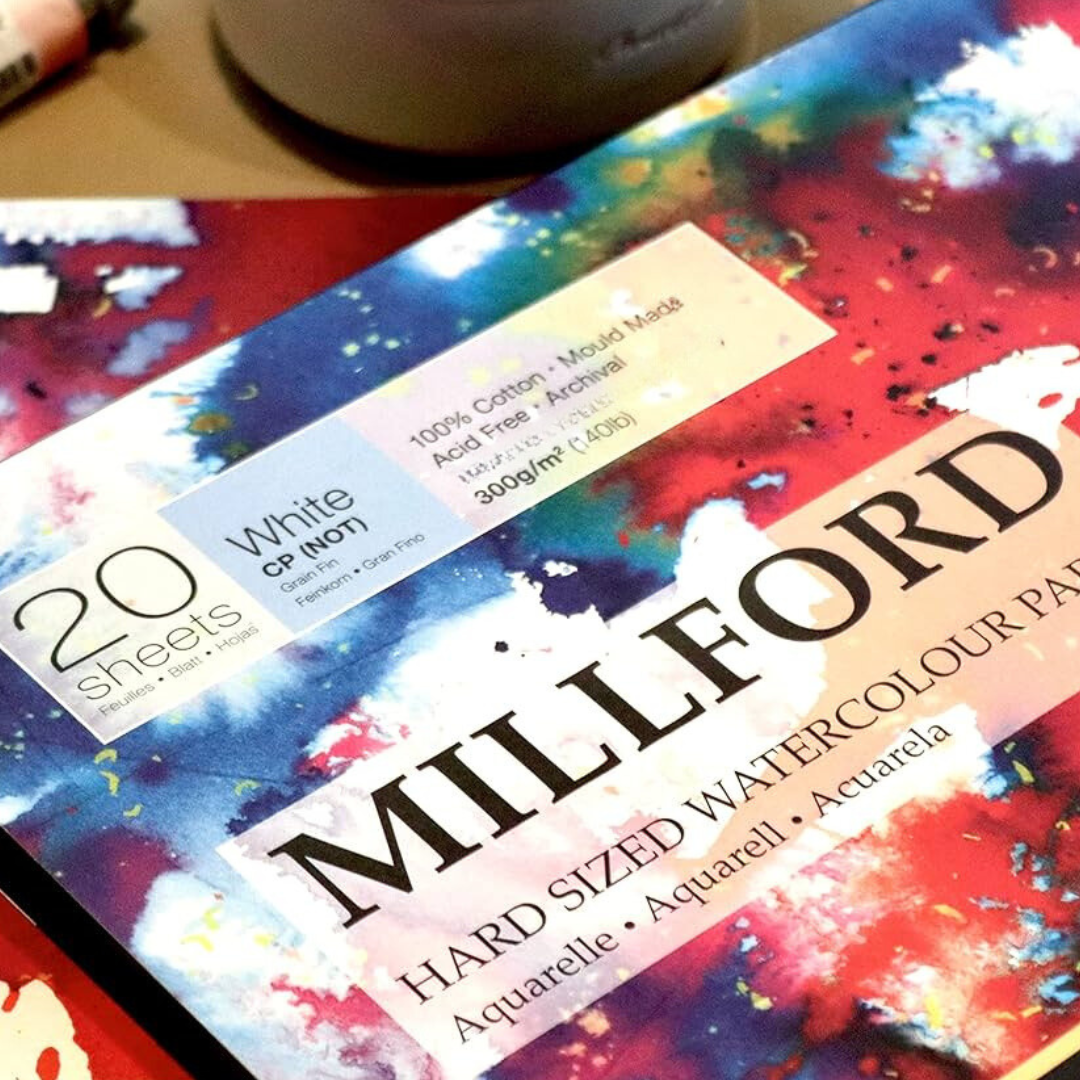 20
sheets
Feuilles • Blatt • Hojas
White
CP (NOT)
Grain Fin
Feinkorn • Gran Fino
100% Cotton • Mould Made
Acid Free • Archival
300g/m² (140lb)
MILLFORD
HARD SIZED WATERCOLOUR
Aquarelle • Aquarell • Acuarela